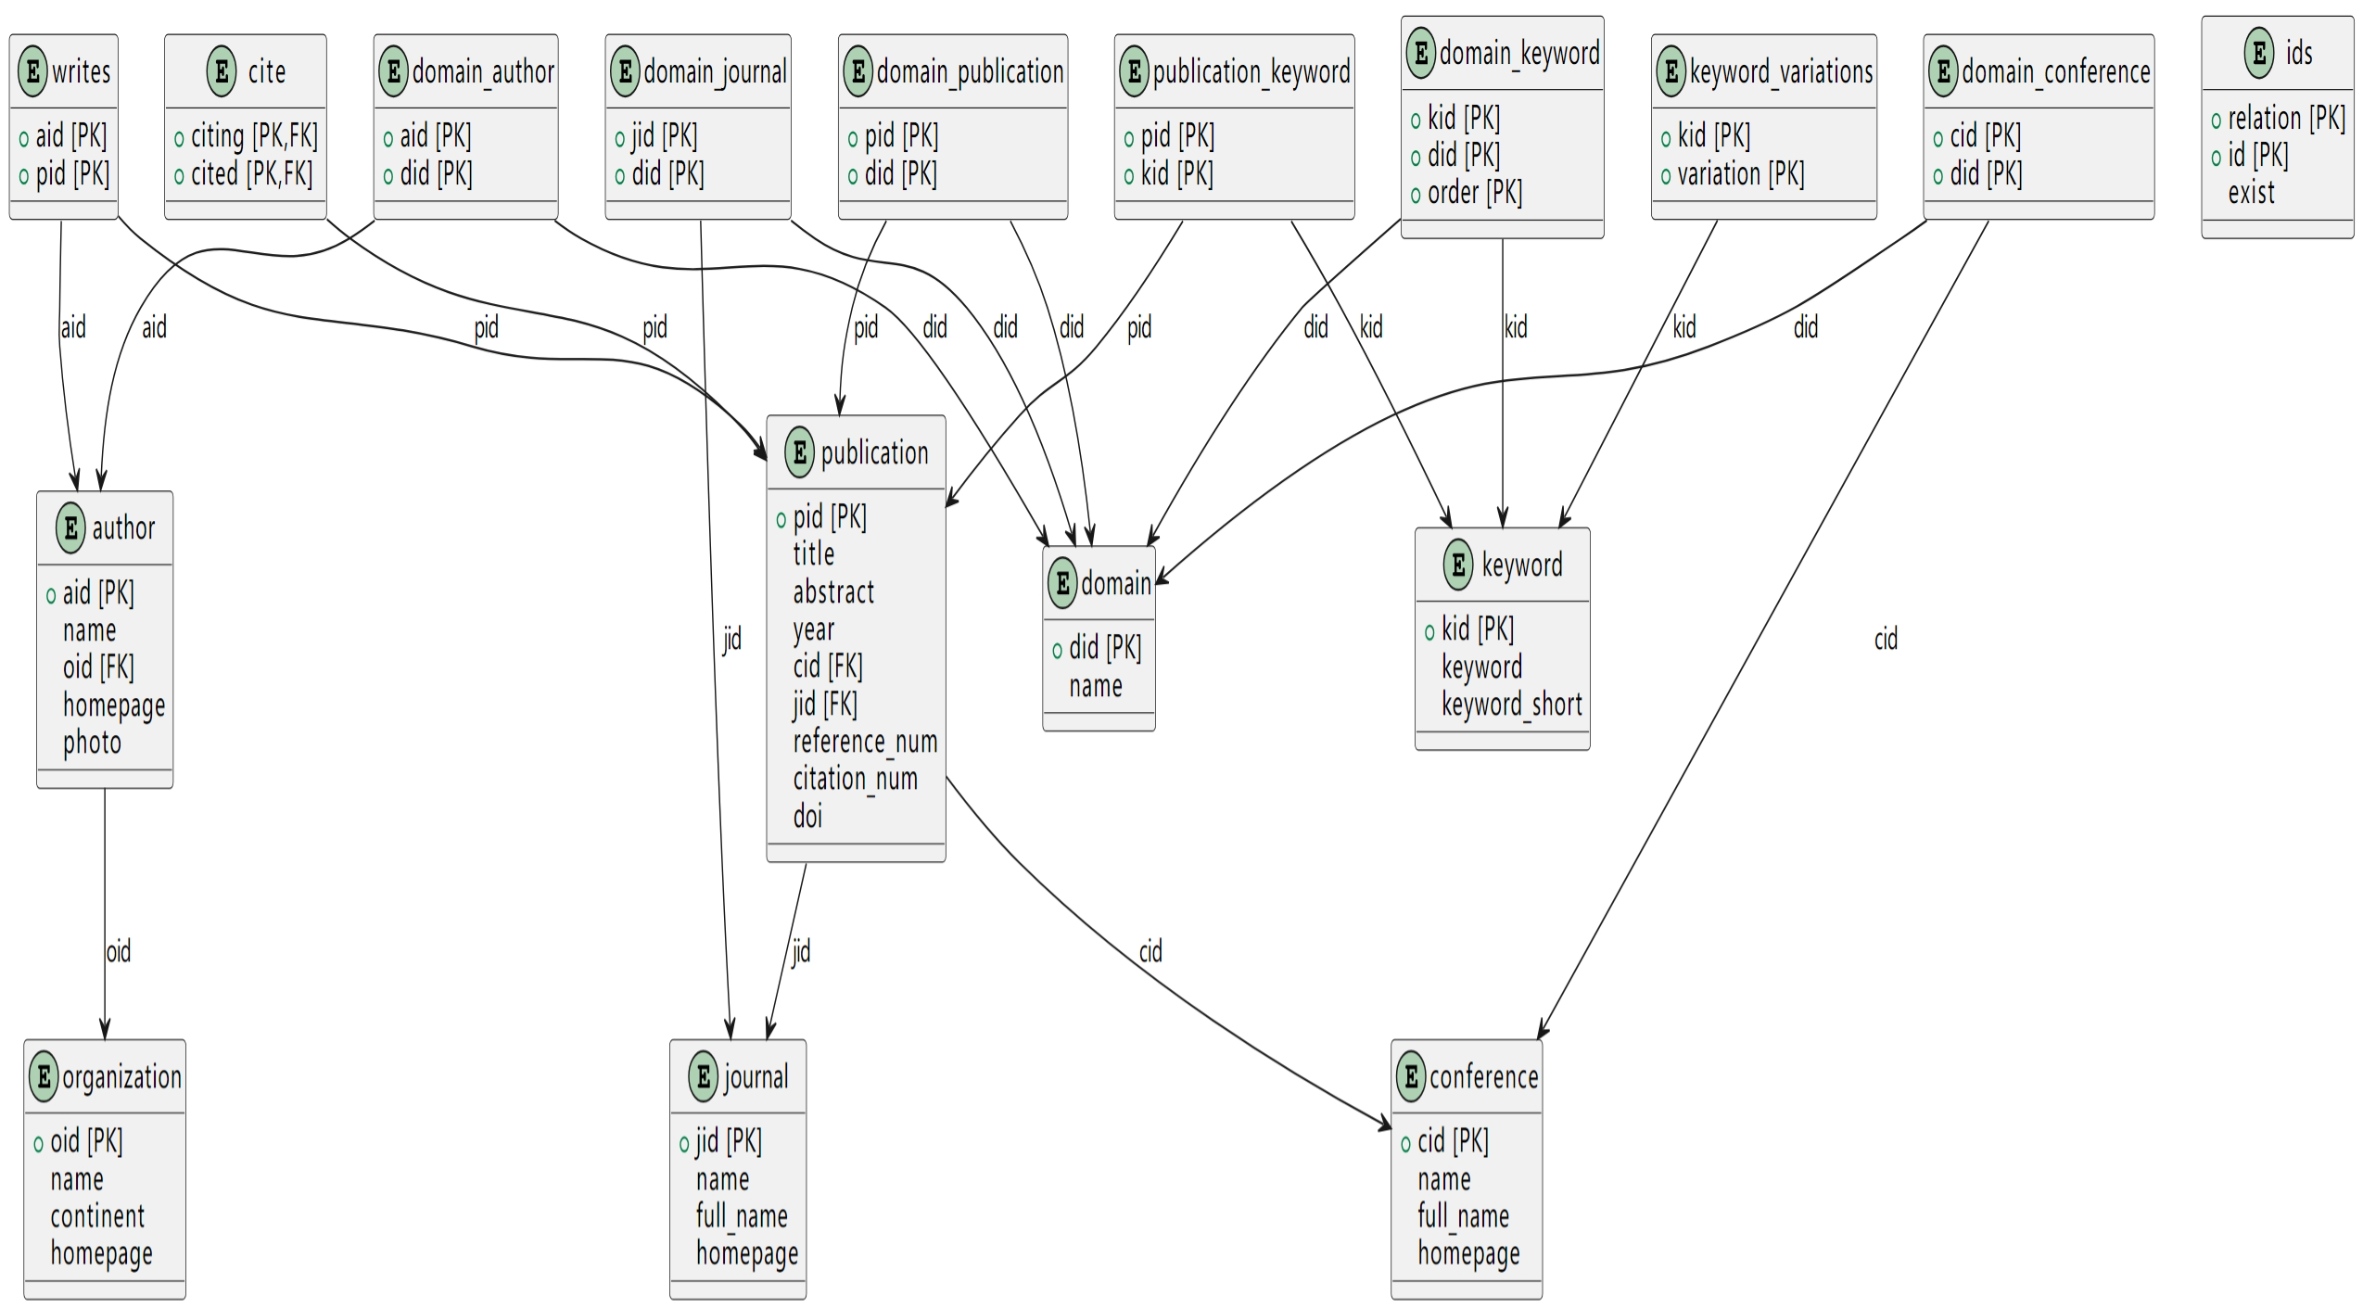 E writes
aid [PK]
pid [PK]
E cite
citing [PK,FK]
cited [PK,FK]
E domain_author
aid [PK]
did [PK]
E domain_journal
jid [PK]
did [PK]
E domain_publication
pid [PK]
did [PK]
E publication_keyword
pid [PK]
kid [PK]
E domain_keyword
kid [PK]
did [PK]
order [PK]
E keyword_variations
kid [PK]
variation [PK]
E domain_conference
cid [PK]
did [PK]
E ids
relation [PK]
id [PK]
exist
aid
aid
pid
pid
pid
did
did
did
pid
did
kid
kid
kid
did
E publication
pid [PK]
title
abstract
year
cid [FK]
jid [FK]
reference_num
citation_num
doi
E author
aid [PK]
name
oid [FK]
homepage
photo
E domain
did [PK]
name
E keyword
kid [PK]
keyword
keyword_short
jid
cid
oid
jid
cid
E organization
oid [PK]
name
continent
homepage
E journal
jid [PK]
name
full_name
homepage
E conference
cid [PK]
name
full_name
homepage